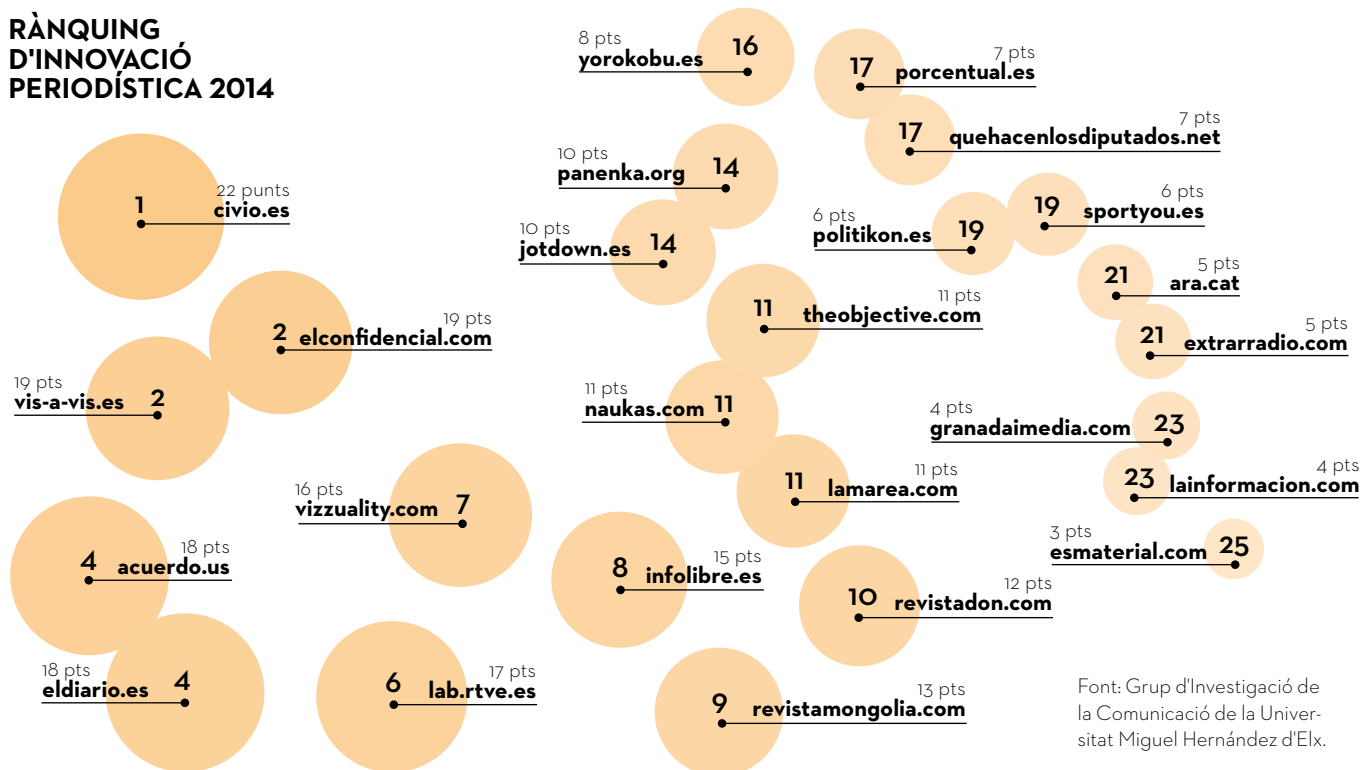 RÀNQUING
D'INNOVACIÓ
PERIODÍSTICA 2014
1
22 punts
civio.es
2
19 pts
elconfidencial.com
19 pts
vis-a-vis.es
2
4
18 pts
acuerdo.us
18 pts
eldiario.es
4
6
17 pts
lab.rtve.es
16 pts
vizzuality.com
7
8
15 pts
infolibre.es
9
13 pts
revistamongolia.com
10
12 pts
revistadon.com
11
11 pts
theobjective.com
11 pts
naukas.com
11
11
11 pts
lamarea.com
10 pts
panenka.org
14
10 pts
jotdown.es
14
8 pts
yorokobu.es
16
17
7 pts
porcentual.es
17
7 pts
quehacenlosdiputados.net
6 pts
politikon.es
19
19
6 pts
sportyou.es
21
5 pts
ara.cat
21
5 pts
extrarradio.com
4 pts
granadaimedia.com
23
23
4 pts
lainformacion.com
3 pts
esmaterial.com
25
Font: Grup d'Investigació de
la Comunicació de la Univer-
sitat Miguel Hernández d'Elx.